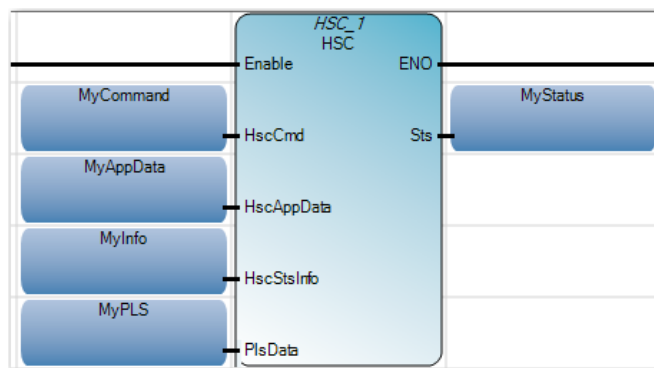 HSC_1
HSC
Enable
ENO
MyCommand
MyStatus
HscCmd
Sts
MyAppData
HscAppData
MyInfo
HscStsInfo
MyPLS
PlsData